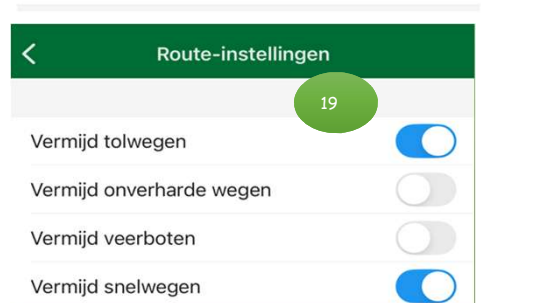 Route-instellingen
19
Vermijd tolwegen
Vermijd onverharde wegen
Vermijd veerboten
Vermijd snelwegen